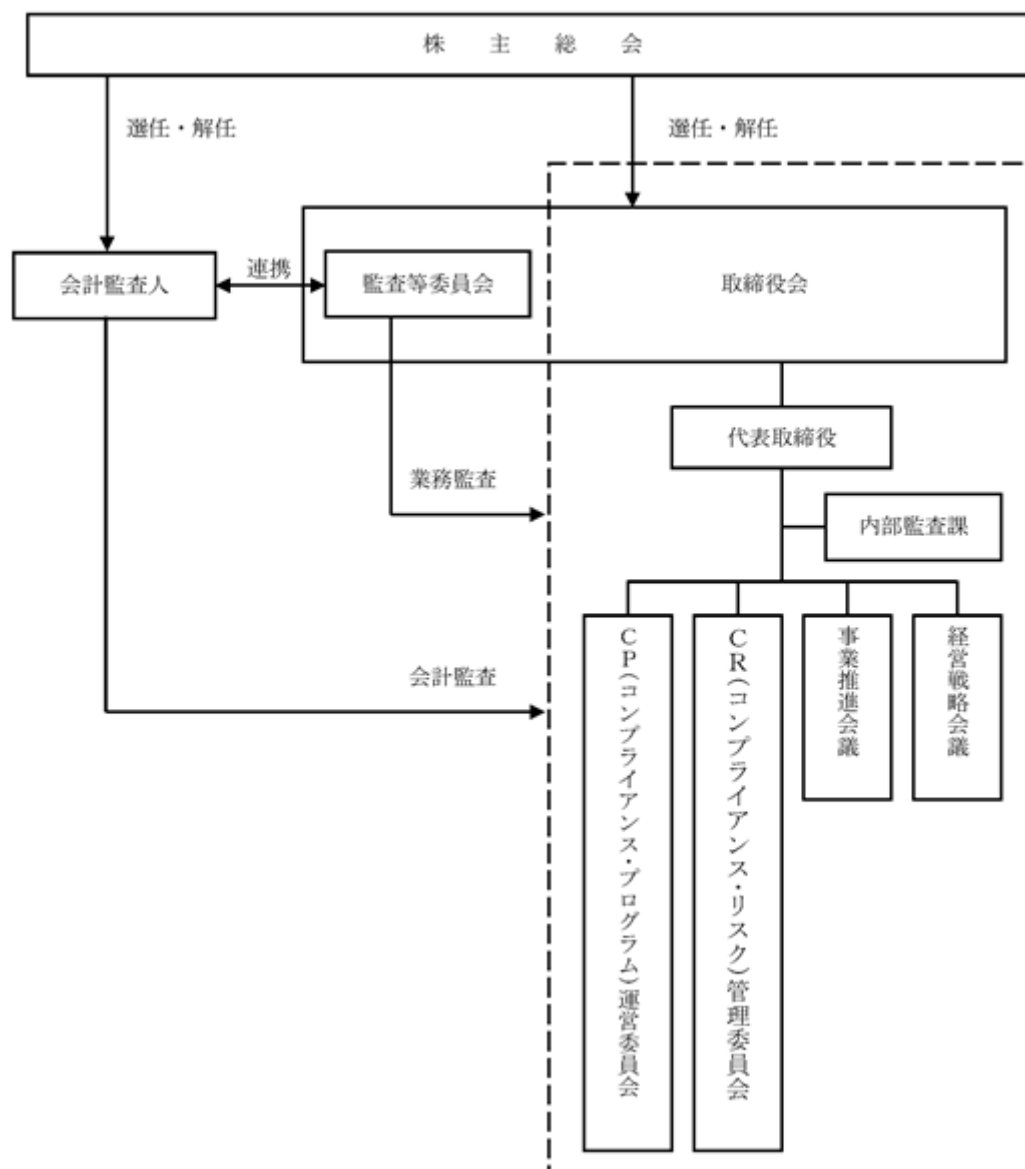 株主総会
選任・解任
選任・解任
会計監査人
連携
監査等委員会
取締役会
代表取締役
業務監査
内部監査課
会計監査
CP(コンプライアンス・プログラム)運営委員会
CR(コンプライアンス・リスク)管理委員会
事業推進会議
経営戦略会議